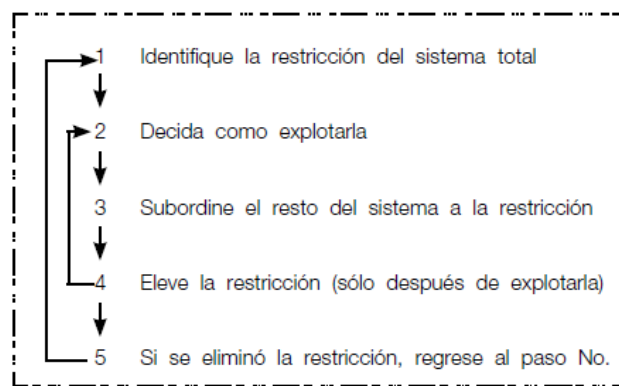 1 Identifique la restricción del sistema total
2 Decida como explotarla
3 Subordine el resto del sistema a la restricción
4 Eleve la restricción (sólo después de explotarla)
5 Si se eliminó la restricción, regrese al paso No.